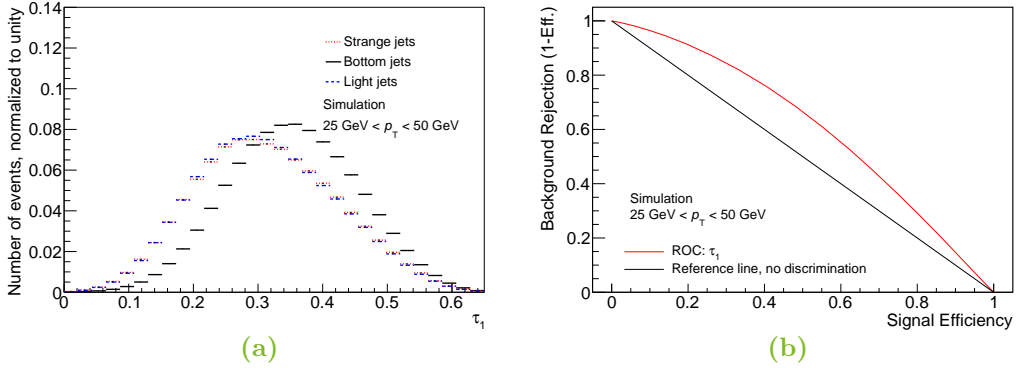 Number of events, normalized to unity
0.14
0.12
0.1
0.08
0.06
0.04
0.02
0
0 0.1 0.2 0.3 0.4 0.5 0.6
τ1
Strange jets
Bottom jets
Light jets
Simulation
25 GeV < pT < 50 GeV
(a)
Background Rejection (1-Eff.)
1
0.8
0.6
0.4
0.2
0
0 0.2 0.4 0.6 0.8 1
Signal Efficiency
Simulation
25 GeV < pT < 50 GeV
ROC: τ1
Reference line, no discrimination
(b)